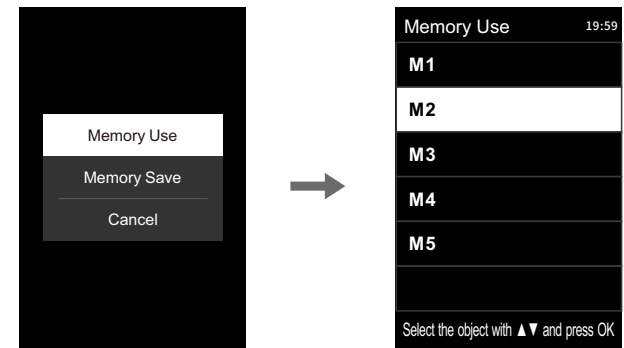 Memory Use
Memory Save
Cancel
Memory Use 19:59
M1
M2
M3
M4
M5
Select the object with ▲▼ and press OK